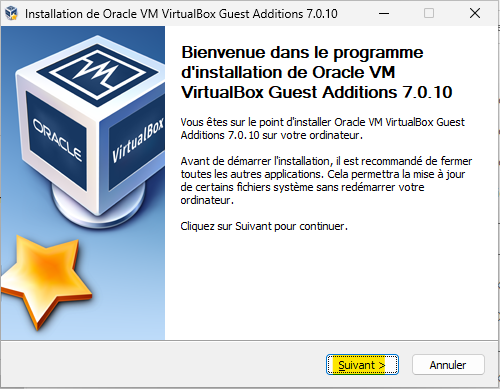 Installation de Oracle VM VirtualBox Guest Additions 7.0.10
Bienvenue dans le programme
d'installation de Oracle VM
VirtualBox Guest Additions 7.0.10
Vous êtes sur le point d'installer Oracle VM VirtualBox Guest
Additions 7.0.10 sur votre ordinateur.
Avant de démarrer l'installation, il est recommandé de fermer
toutes les autres applications. Cela permettra la mise à jour
de certains fichiers système sans redémarrer votre
ordinateur.
Cliquez sur Suivant pour continuer.
ORACLE
VirtualBox
Suivant >
Annuler